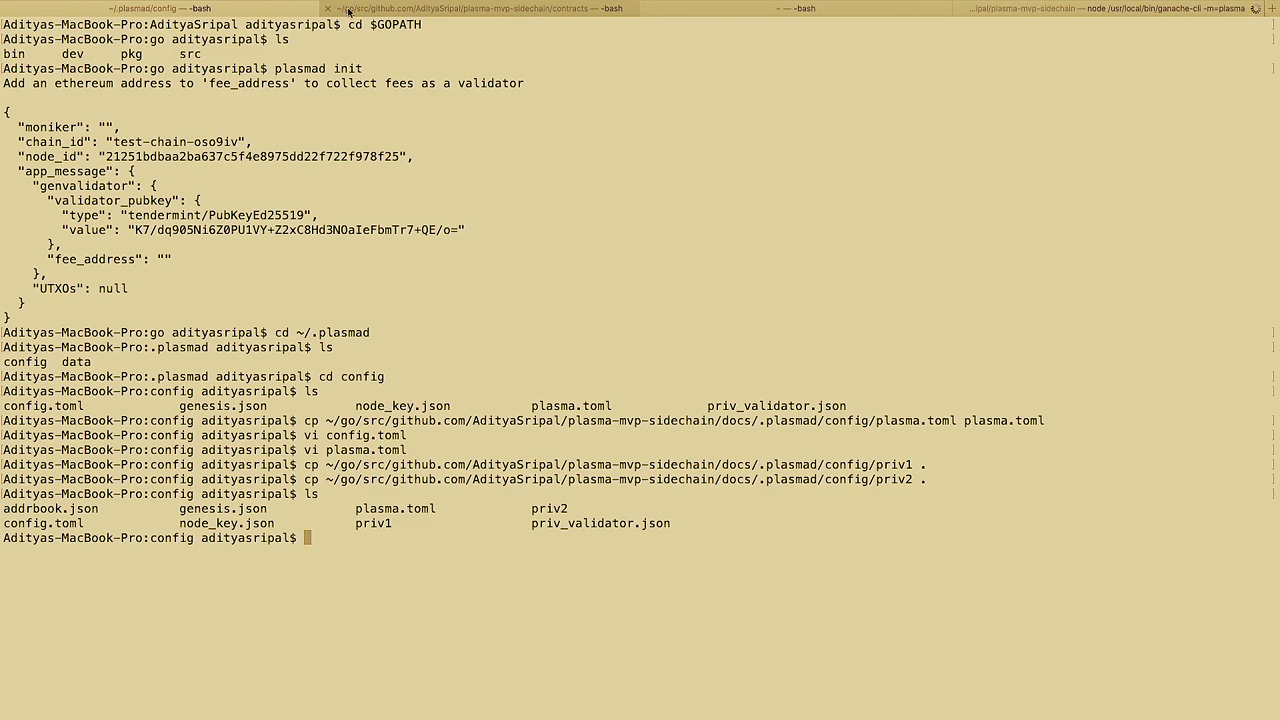 ~/.plasmad/config — -bash
~/go/src/github.com/AdityaSripal/plasma-mvp-sidechain/contracts — -bash
~ — -bash
...ipal/plasma-mvp-sidechain — node /usr/local/bin/ganache-cli -m=plasma
Adityas-MacBook-Pro:AdityaSripal adityasripal$ cd $GOPATH
Adityas-MacBook-Pro:go adityasripal$ ls
bin dev pkg src
Adityas-MacBook-Pro:go adityasripal$ plasmad init
Add an ethereum address to 'fee_address' to collect fees as a validator
{
"moniker": "",
"chain_id": "test-chain-oso9iv",
"node_id": "21251bdbaa2ba637c5f4e8975dd22f722f978f25",
"app_message": {
"genvalidator": {
"validator_pubkey": {
"type": "tendermint/PubKeyEd25519",
"value": "K7/dq905Ni6Z0PU1VY+Z2xC8Hd3NOaIeFbmTr7+QE/o="
},
"fee_address": ""
},
"UTXOs": null
}
}
Adityas-MacBook-Pro:go adityasripal$ cd ~/.plasmad
Adityas-MacBook-Pro:.plasmad adityasripal$ ls
config data
Adityas-MacBook-Pro:.plasmad adityasripal$ cd config
Adityas-MacBook-Pro:config adityasripal$ ls
config.toml genesis.json node_key.json plasma.toml priv_validator.json
Adityas-MacBook-Pro:config adityasripal$ cp ~/go/src/github.com/AdityaSripal/plasma-mvp-sidechain/docs/.plasmad/config/plasma.toml plasma.toml
Adityas-MacBook-Pro:config adityasripal$ vi config.toml
Adityas-MacBook-Pro:config adityasripal$ vi plasma.toml
Adityas-MacBook-Pro:config adityasripal$ cp ~/go/src/github.com/AdityaSripal/plasma-mvp-sidechain/docs/.plasmad/config/priv1 .
Adityas-MacBook-Pro:config adityasripal$ cp ~/go/src/github.com/AdityaSripal/plasma-mvp-sidechain/docs/.plasmad/config/priv2 .
Adityas-MacBook-Pro:config adityasripal$ ls
addrbook.json genesis.json plasma.toml priv2
config.toml node_key.json priv1 priv_validator.json
Adityas-MacBook-Pro:config adityasripal$